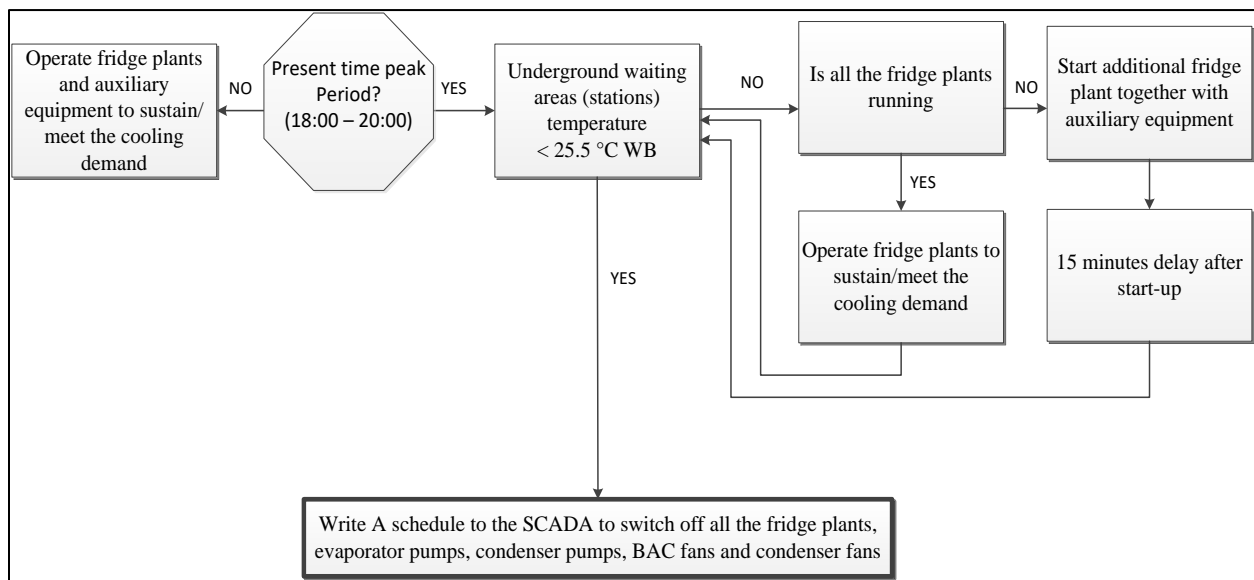 Operate fridge plants
and auxiliary
equipment to sustain/
meet the cooling
demand
NO
Present time peak
Period?
(18:00 – 20:00)
YES
Underground waiting
areas (stations)
temperature
< 25.5 °C WB
NO
Is all the fridge plants
running
NO
Start additional fridge
plant together with
auxiliary equipment
YES
Operate fridge plants to
sustain/meet the
cooling demand
15 minutes delay after
start-up
YES
Write A schedule to the SCADA to switch off all the fridge plants,
evaporator pumps, condenser pumps, BAC fans and condenser fans